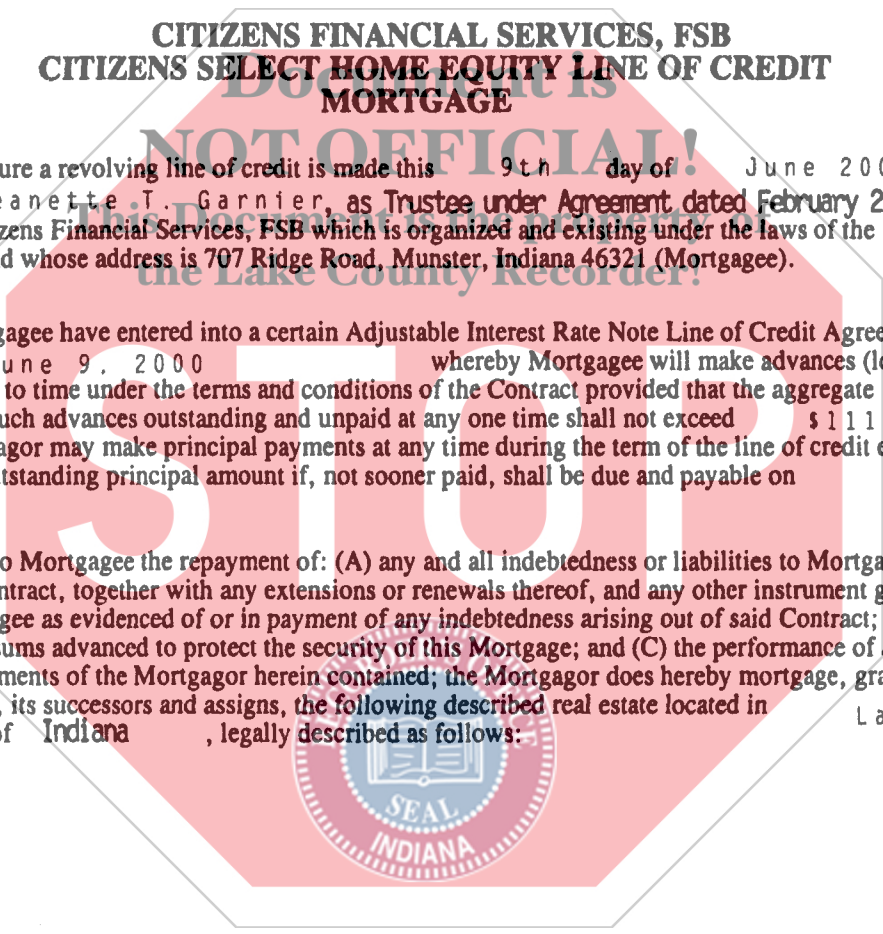 CITIZENS FINANCIAL SERVICES, FSB
CITIZENS SELECT HOME EQUITY LINE OF CREDIT
MORTGAGE
Document is
NOT OFFICIAL!
This Document is the property of
the Lake County Recorder!
ure a revolving line of credit is made this 9th day of June 200
eanette T. Garnier, as Trustee under Agreement dated February 2
zens Financial Services, FSB which is organized and existing under the laws of the
d whose address is 707 Ridge Road, Munster, Indiana 46321 (Mortgagee).
gagee have entered into a certain Adjustable Interest Rate Note Line of Credit Agree
une 9, 2000 whereby Mortgagee will make advances (l
to time under the terms and conditions of the Contract provided that the aggregate
uch advances outstanding and unpaid at any one time shall not exceed $111
agor may make principal payments at any time during the term of the line of credit
tstanding principal amount if, not sooner paid, shall be due and payable on
STOP
o Mortgagee the repayment of: (A) any and all indebtedness or liabilities to Mortga
ntract, together with any extensions or renewals thereof, and any other instrument g
gee as evidenced of or in payment of any indebtedness arising out of said Contract;
sums advanced to protect the security of this Mortgage; and (C) the performance of
ments of the Mortgagor herein contained; the Mortgagor does hereby mortgage, gra
, its successors and assigns, the following described real estate located in La
of Indiana , legally described as follows:
SEAL
INDIANA